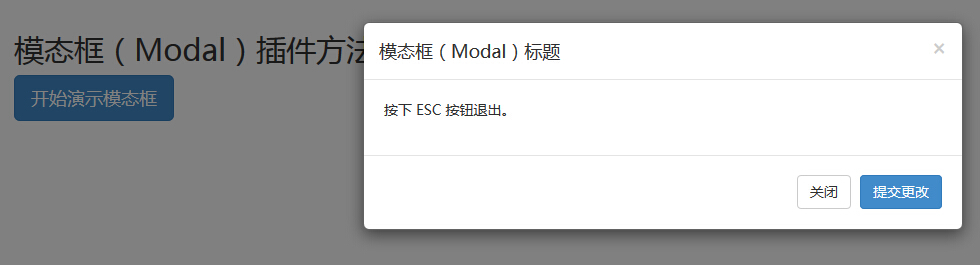 模态框（Modal）插件方法
开始演示模态框
模态框（Modal）标题
×
按下 ESC 按钮退出。
关闭
提交更改